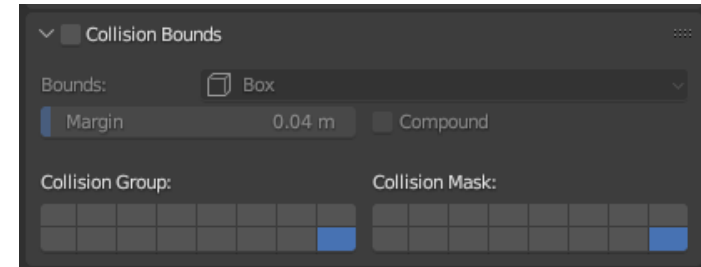 Collision Bounds
Bounds: Box
Margin 0.04 m Compound
Collision Group: Collision Mask: